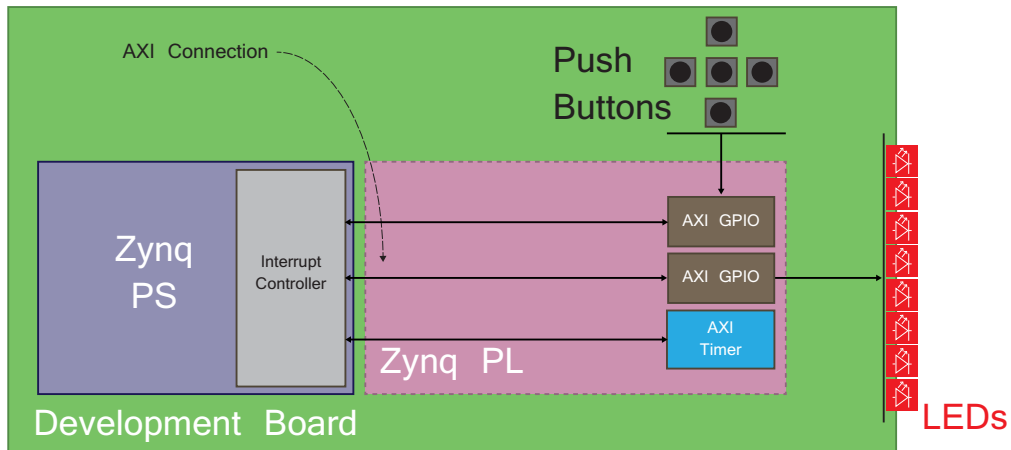 AXI Connection
Push
Buttons
Zynq
PS
Interrupt
Controller
AXI GPIO
AXI GPIO
AXI
Timer
Zynq PL
Development Board
LEDs